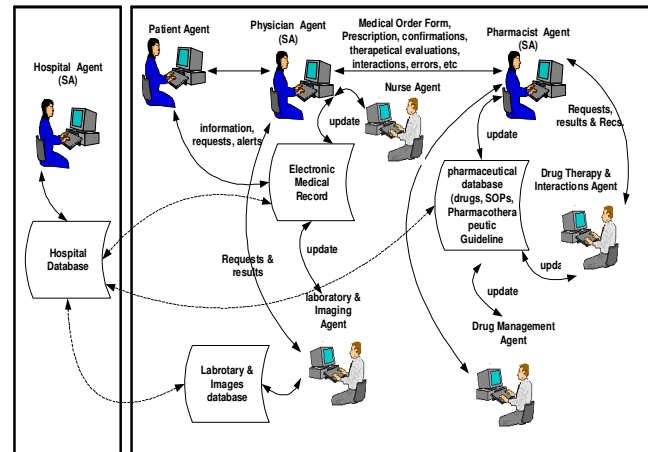 Hospital Agent
(SA)
Hospital
Database
Patient Agent
Physician Agent
(SA)
Medical Order Form,
Prescription, confirmations,
therapetical evaluations,
interactions, errors, etc
Pharmacist Agent
(SA)
Nurse Agent
update
information,
requests, alerts
Electronic
Medical
Record
update
Requests &
results
laboratory &
Imaging
Agent
Labrotary &
Images
database
update
Requests,
results & Recs.
pharmaceutical
database
(drugs, SOPs,
Pharmacothera
peutic
Guideline
Drug Therapy &
Interactions Agent
upda
update
Drug Management
Agent